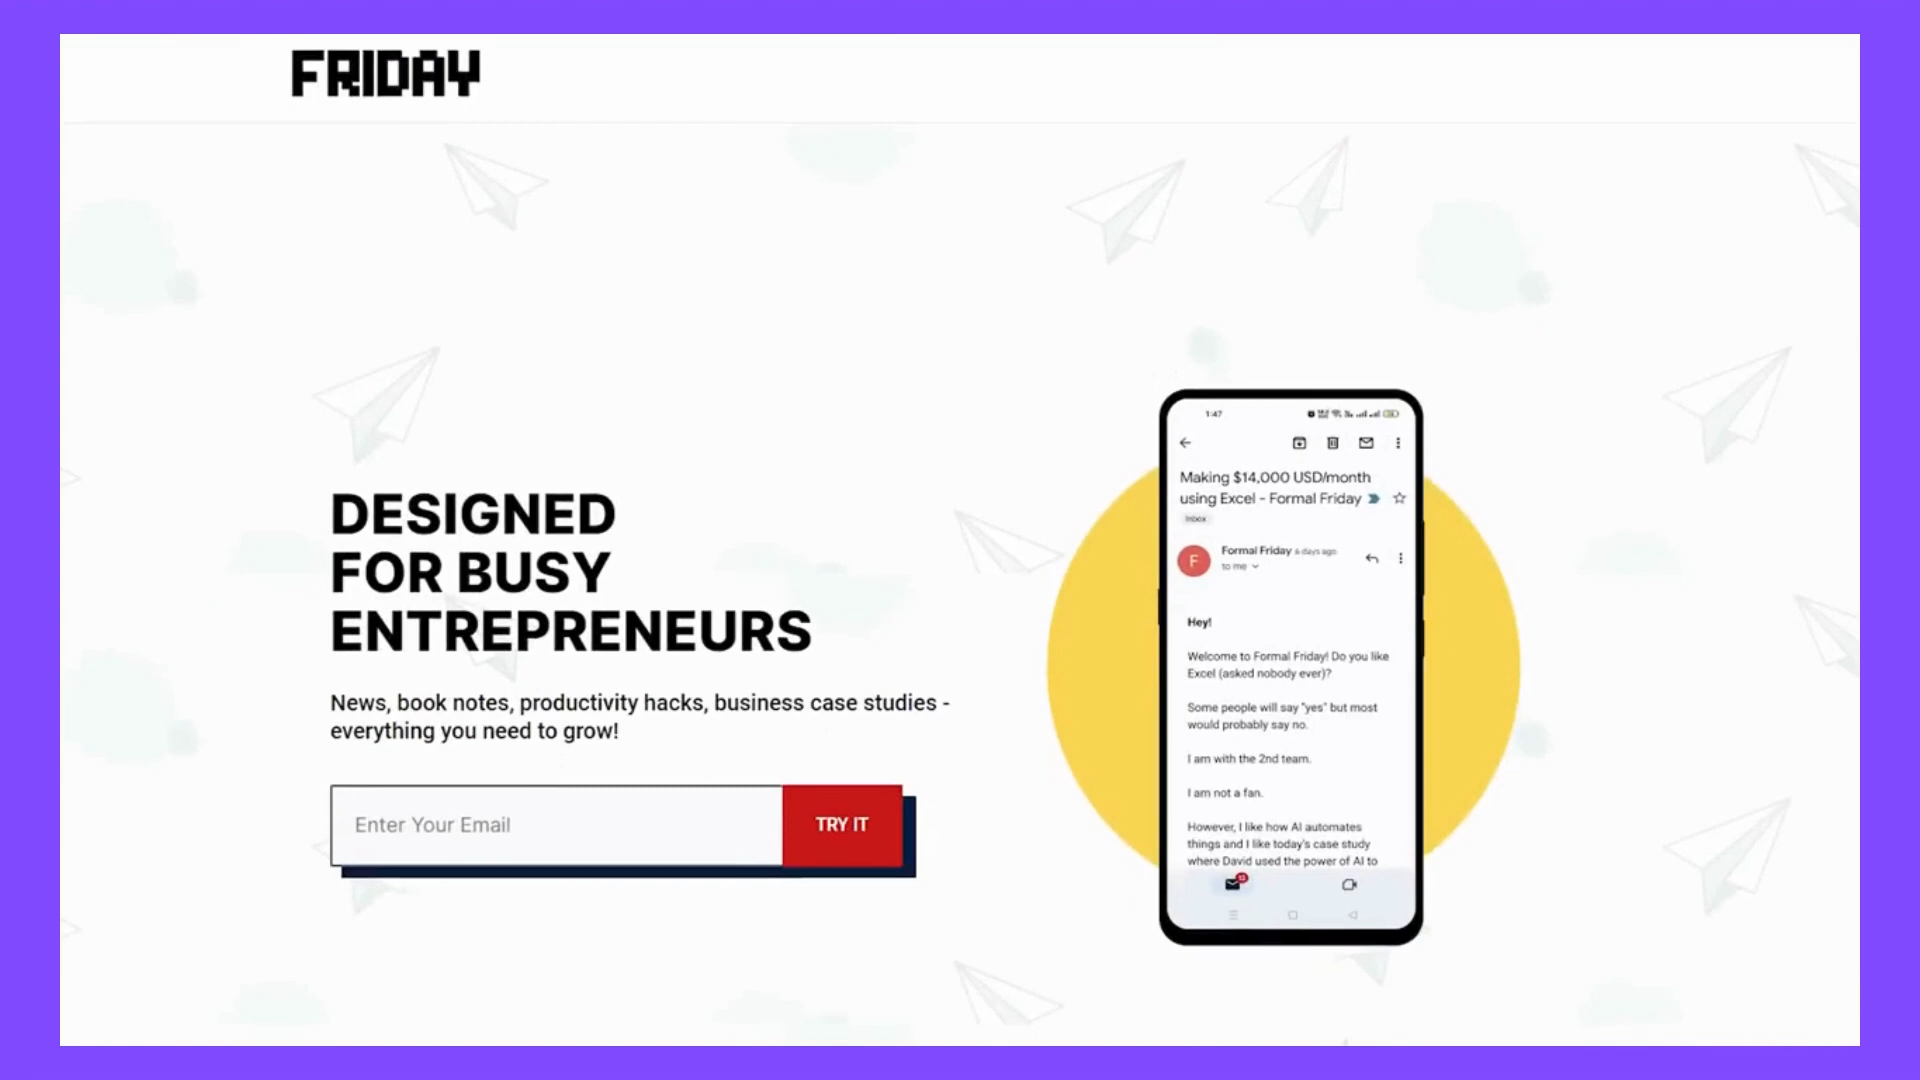 FRIDAY
DESIGNED
FOR BUSY
ENTREPRENEURS
News, book notes, productivity hacks, business case studies -
everything you need to grow!
Enter Your Email
TRY IT
1:47
Making $14,000 USD/month
using Excel - Formal Friday
Inbox
F
Formal Friday 6 days ago
to me
Hey!
Welcome to Formal Friday! Do you like
Excel (asked nobody ever)?
Some people will say "yes" but most
would probably say no.
I am with the 2nd team.
I am not a fan.
However, I like how AI automates
things and I like today's case study
where David used the power of AI to